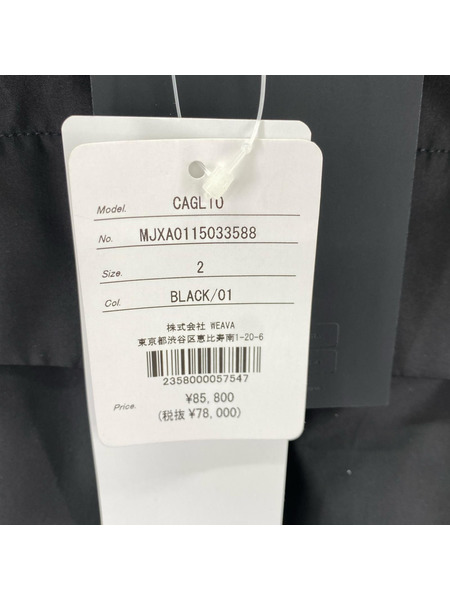 Model. CAGLIO
No. MJXA0115033588
Size. 2
Col. BLACK/01
株式会社 WEAVA
東京都渋谷区恵比寿南1-20-6
2358000057547
Price. ¥85,800
(税抜 ¥78,000)